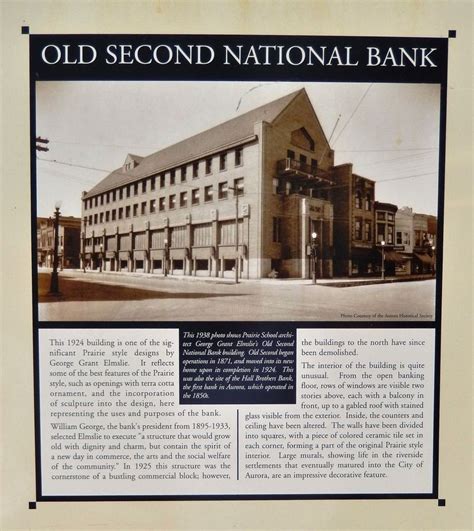 OLD SECOND NATIONAL BANK
Photo Courtesy of the Aurora Historical Society
This 1924 building is one of the sig-
nificant Prairie style designs by
George Grant Elmslie. It reflects
some of the best features of the Prairie
style, such as openings with terra cotta
ornament, and the incorporation
of sculpture into the design, here
representing the uses and purposes of the bank.
William George, the bank's president from 1895-1933,
selected Elmslie to execute "a structure that would grow
old with dignity and charm, but contain the spirit of
a new day in commerce, the arts and the social welfare
of the community." In 1925 this structure was the
cornerstone of a bustling commercial block; however,
This 1938 photo shows Prairie School archi-
tect George Grant Elmslie's Old Second
National Bank building. Old Second began
operations in 1871, and moved into its new
home upon its completion in 1924. This
was also the site of the Hall Brothers Bank,
the first bank in Aurora, which operated in
the 1850s.
the buildings to the north have since
been demolished.
The interior of the building is quite
unusual. From the open banking
floor, rows of windows are visible two
stories above, each with a balcony in
front, up to a gabled roof with stained
glass visible from the exterior. Inside, the counters and
ceiling have been altered. The walls have been divided
into squares, with a piece of colored ceramic tile set in
each corner, forming a part of the original Prairie style
interior. Large murals, showing life in the riverside
settlements that eventually matured into the City of
Aurora, are an impressive decorative feature.